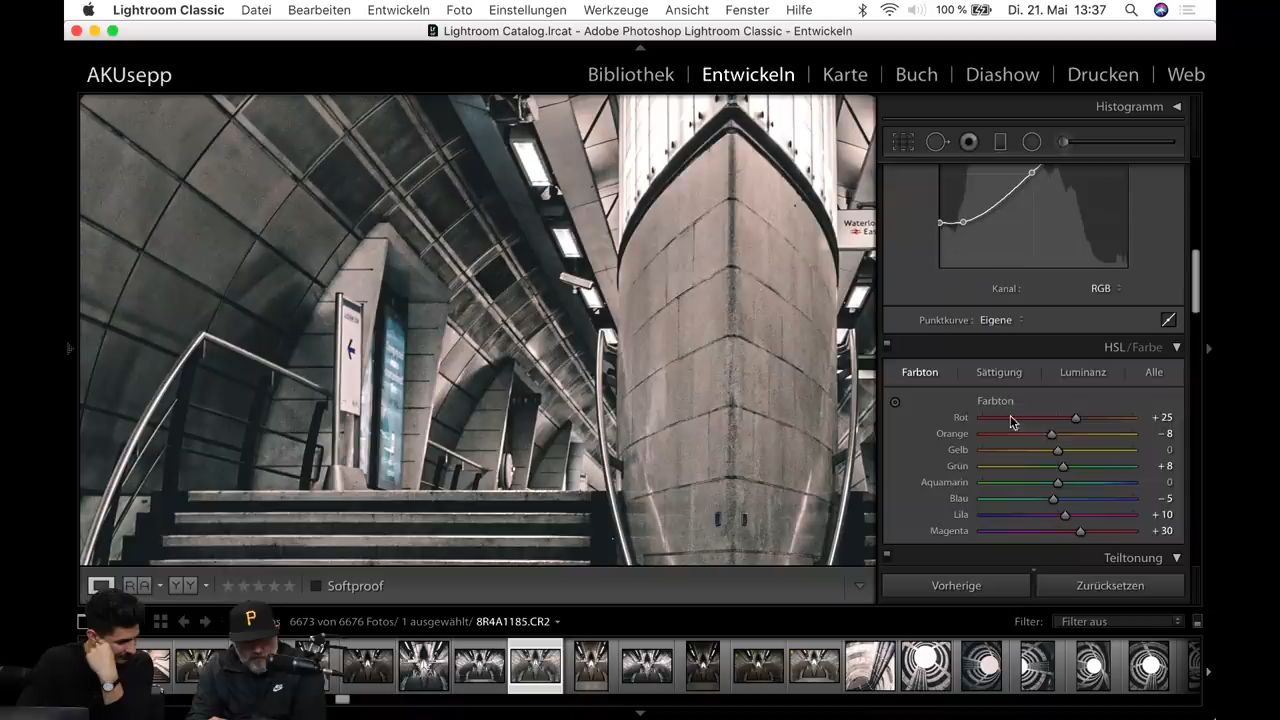 Lightroom Classic Datei Bearbeiten Entwickeln Foto Einstellungen Werkzeuge Ansicht Fenster Hilfe 100 % Di. 21. Mai 13:37
Lightroom Catalog.lrcat - Adobe Photoshop Lightroom Classic - Entwickeln
AKUsepp Bibliothek | Entwickeln | Karte | Buch | Diashow | Drucken | Web
Histogramm
Waterlo
Eas
Kanal : RGB
Punktkurve : Eigene
HSL / Farbe
Farbton Sättigung Luminanz Alle
Farbton
Rot + 25
Orange − 8
Gelb 0
Grün + 8
Aquamarin 0
Blau − 5
Lila + 10
Magenta + 30
Teiltonung
R A Y Y Softproof
Vorherige Zurücksetzen
6673 von 6676 Fotos / 1 ausgewählt / 8R4A1185.CR2
Filter: Filter aus
P